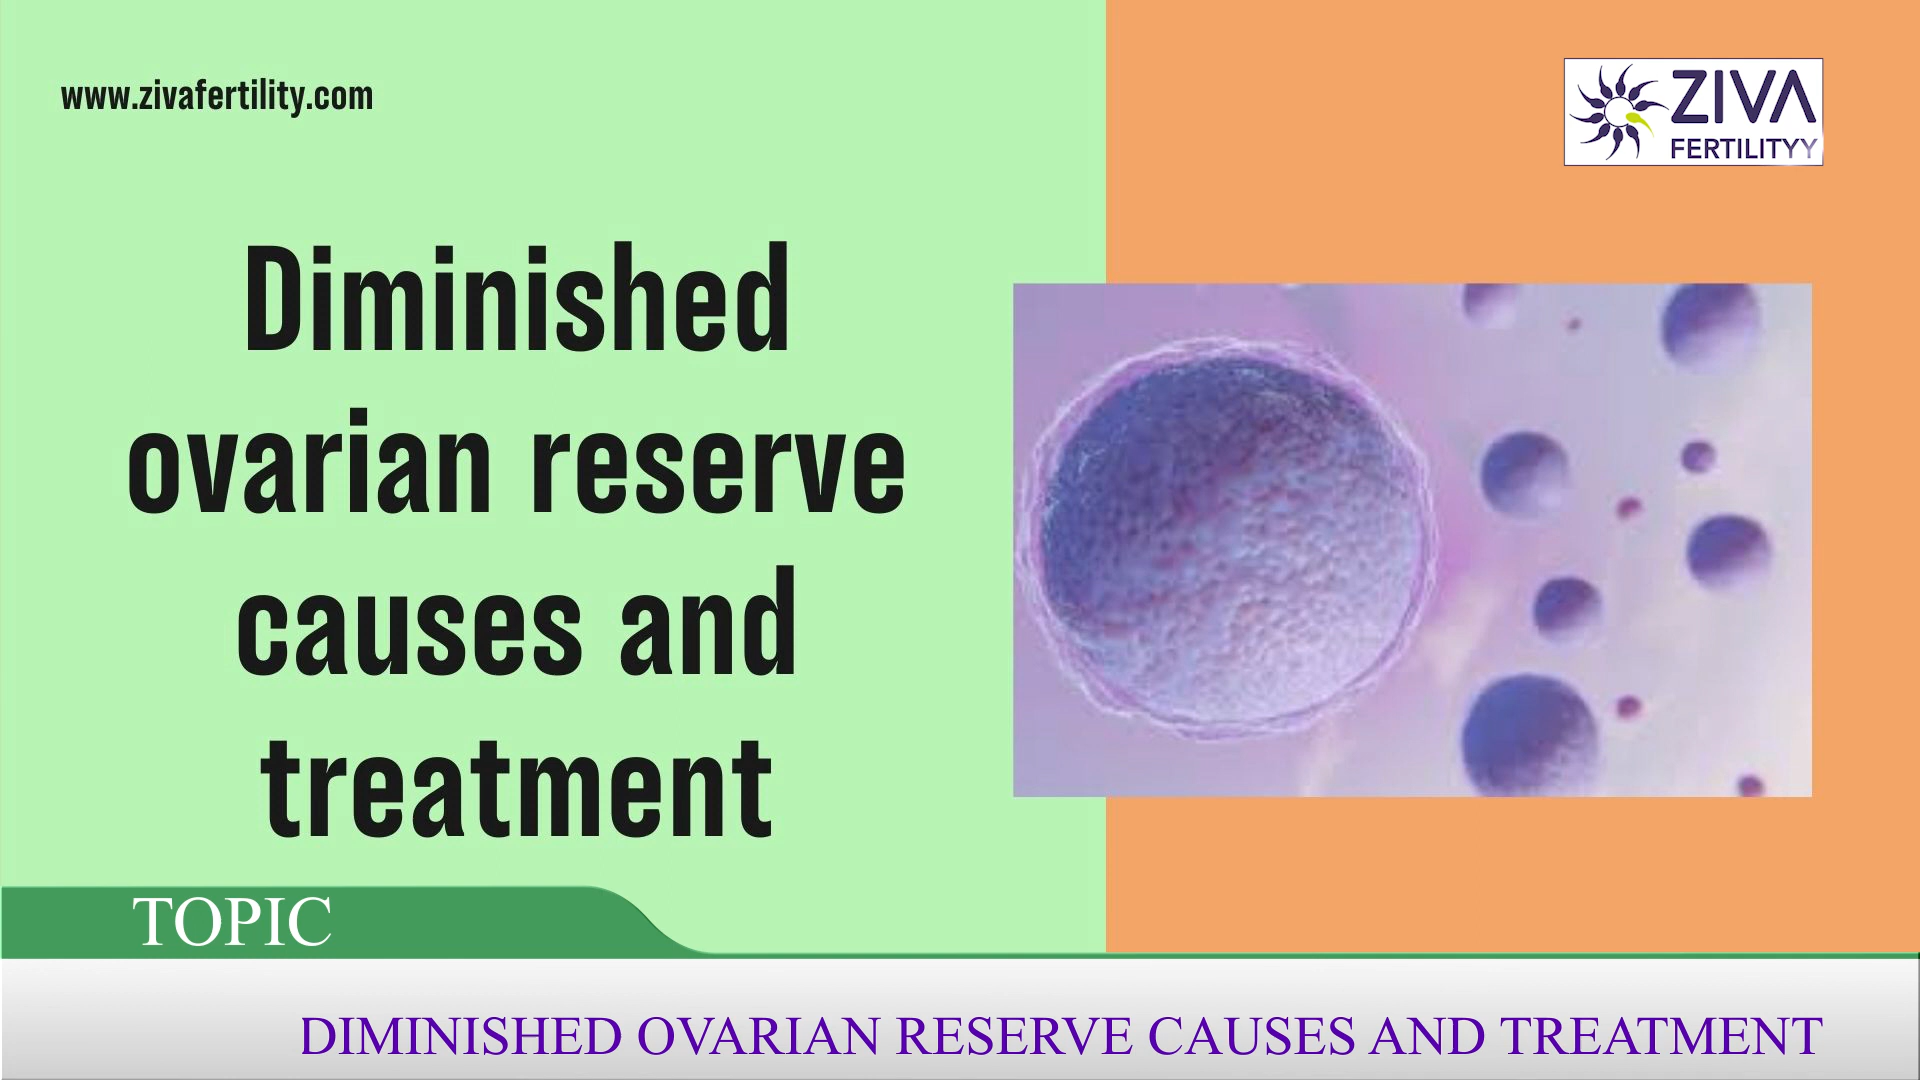 www.zivafertility.com
ZIVA
FERTILITYY
Diminished
ovarian reserve
causes and
treatment
TOPIC
DIMINISHED OVARIAN RESERVE CAUSES AND TREATMENT